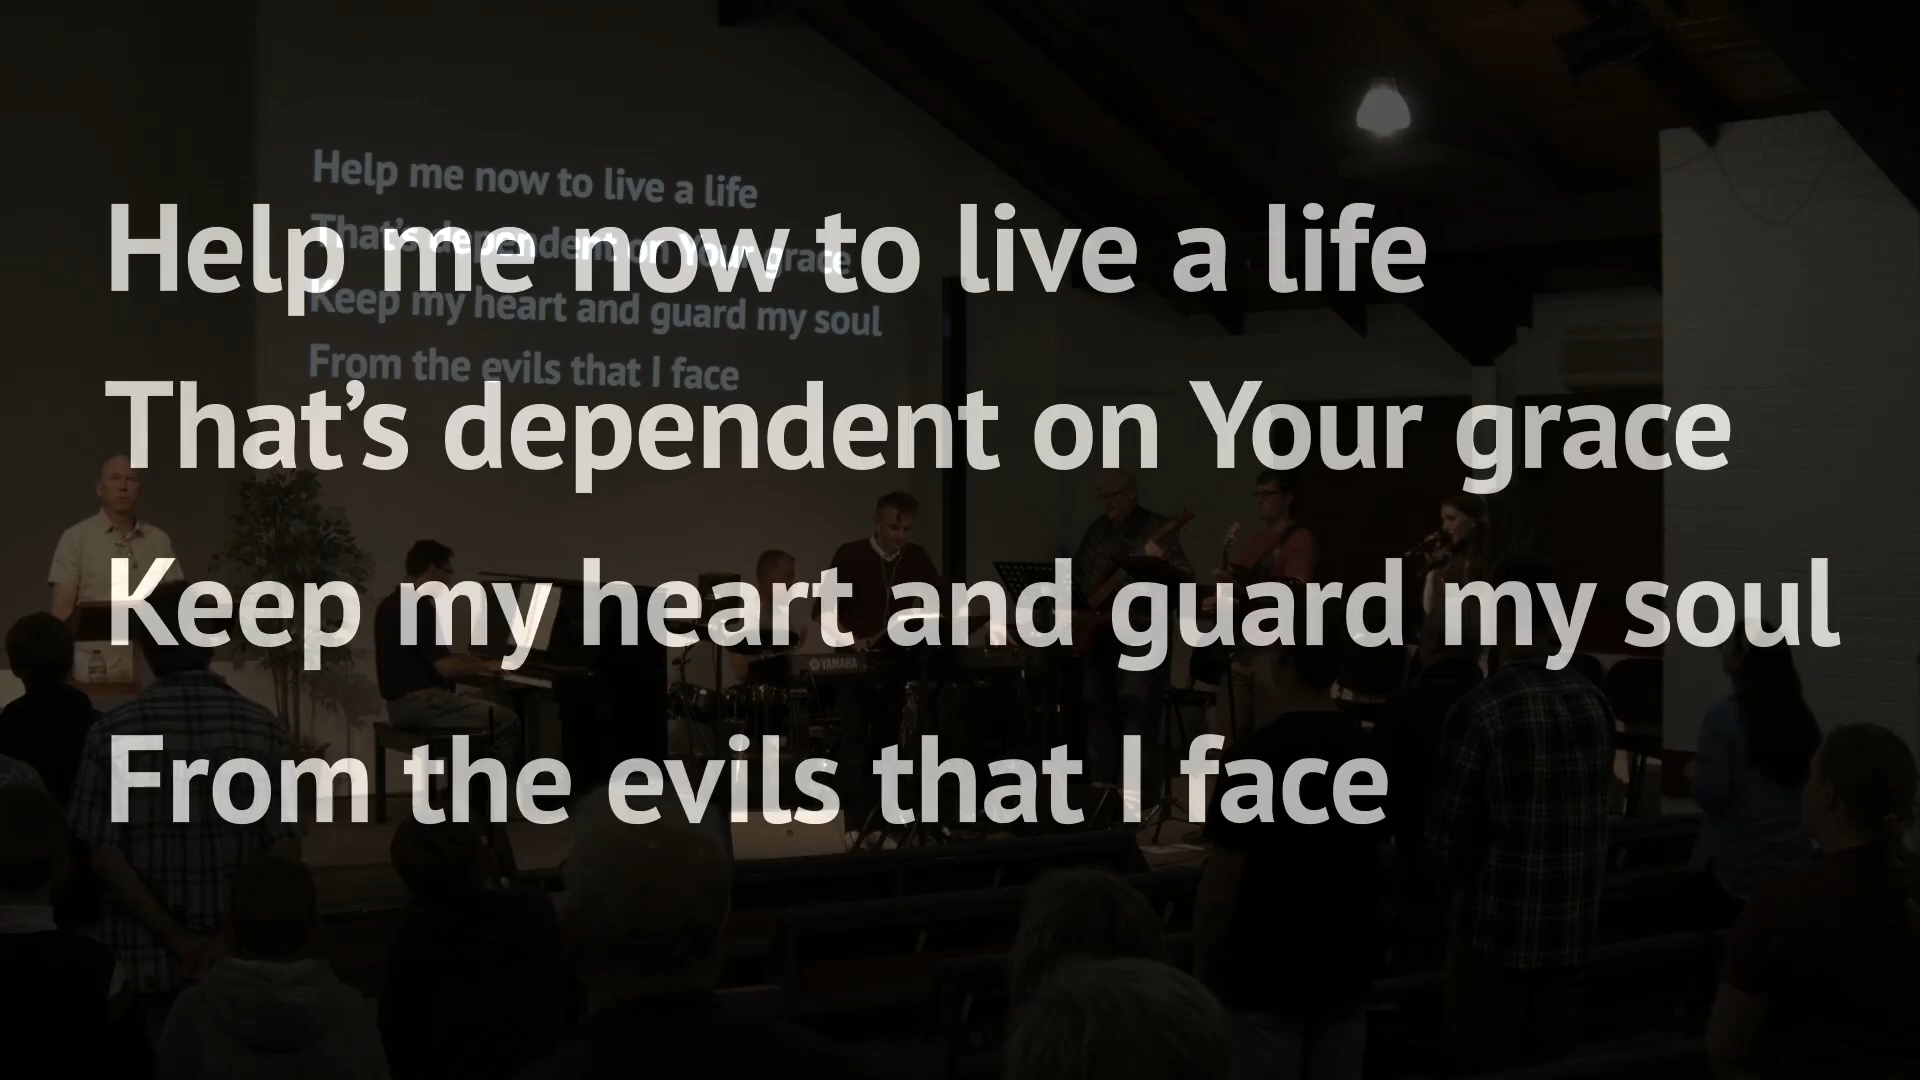 Help me now to live a life
That's dependent on Your grace
Keep my heart and guard my soul
From the evils that I face
Help me now to live a life
That’s dependent on Your grace
Keep my heart and guard my soul
From the evils that I face
YAMAHA